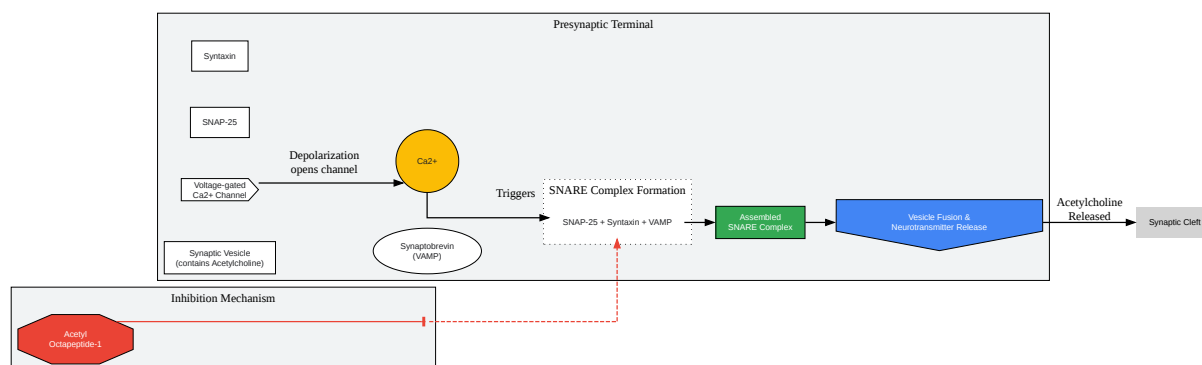 Presynaptic Terminal
Syntaxin
SNAP-25
Voltage-gated
Ca2+ Channel
Depolarization
opens channel
Ca2+
Triggers
SNARE Complex Formation
SNAP-25 + Syntaxin + VAMP
Assembled
SNARE Complex
Vesicle Fusion &
Neurotransmitter Release
Acetylcholine
Released
Synaptic Cleft
Synaptic Vesicle
(contains Acetylcholine)
Synaptobrevin
(VAMP)
Inhibition Mechanism
Acetyl
Octapeptide-1